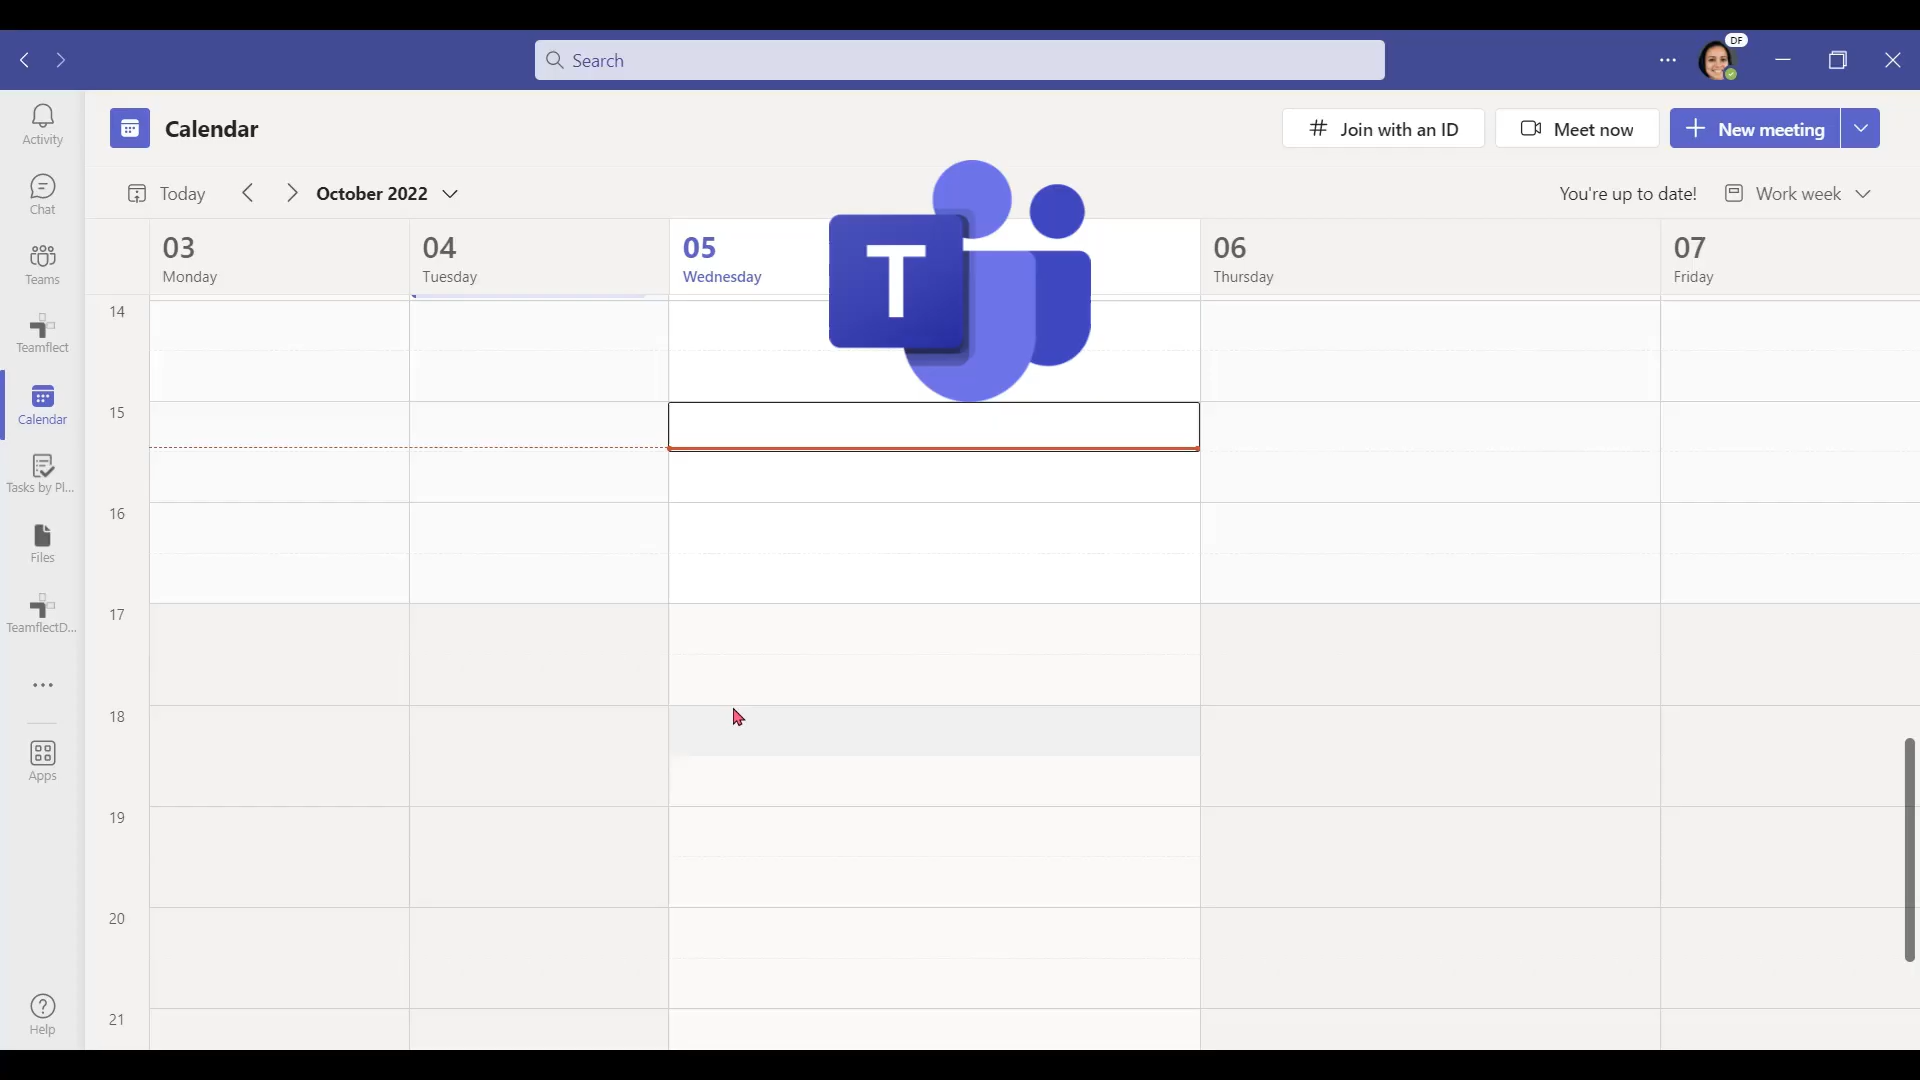 Search
DF
Activity
Chat
Teams
Teamflect
Calendar
Tasks by Pl...
Files
TeamflectD...
Apps
Help
Calendar
Join with an ID
Meet now
New meeting
Today
October 2022
You're up to date!
Work week
03
Monday
04
Tuesday
05
Wednesday
06
Thursday
07
Friday
T
14
15
16
17
18
19
20
21